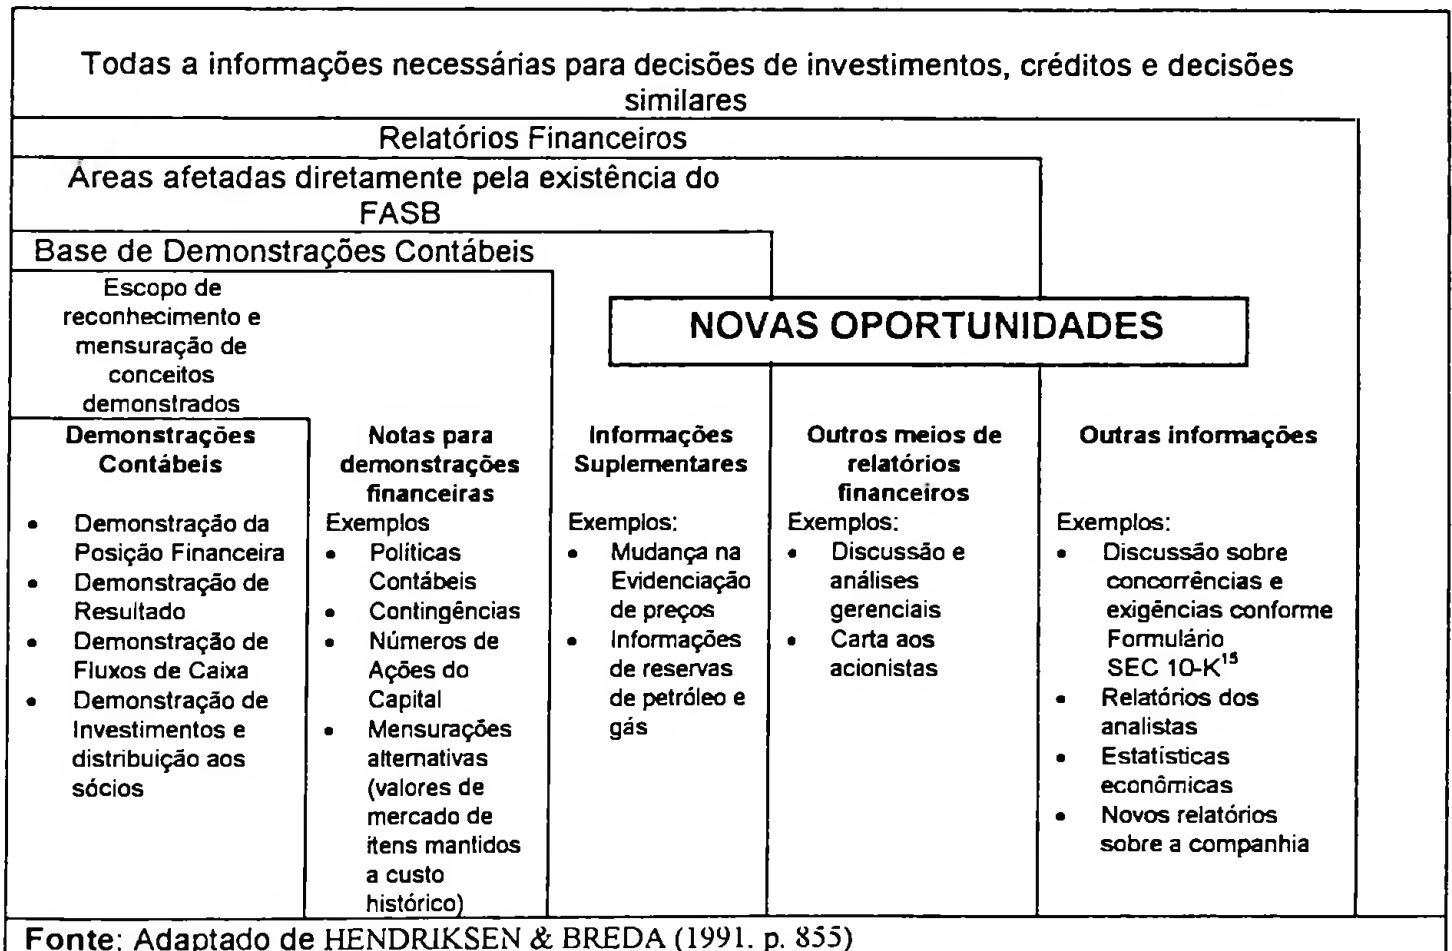 Todas a informações necessárias para decisões de investimentos, créditos e decisões
similares
Relatórios Financeiros
Áreas afetadas diretamente pela existência do
FASB
Base de Demonstrações Contábeis
Escopo de
reconhecimento e
mensuração de
conceitos
demonstrados
NOVAS OPORTUNIDADES
Demonstrações
Contábeis
• Demonstração da
Posição Financeira
• Demonstração de
Resultado
• Demonstração de
Fluxos de Caixa
• Demonstração de
Investimentos e
distribuição aos
sócios
Notas para
demonstrações
financeiras
Exemplos
• Políticas
Contábeis
• Contingências
• Números de
Ações do
Capital
• Mensurações
alternativas
(valores de
mercado de
itens mantidos
a custo
histórico)
Informações
Suplementares
Exemplos:
• Mudança na
Evidenciação
de preços
• Informações
de reservas
de petróleo e
gás
Outros meios de
relatórios
financeiros
Exemplos:
• Discussão e
análises
gerenciais
• Carta aos
acionistas
Outras informações
Exemplos:
• Discussão sobre
concorrências e
exigências conforme
Formulário
SEC 10-K¹⁵
• Relatórios dos
analistas
• Estatísticas
econômicas
• Novos relatórios
sobre a companhia
Fonte: Adaptado de HENDRIKSEN & BREDA (1991. p. 855)